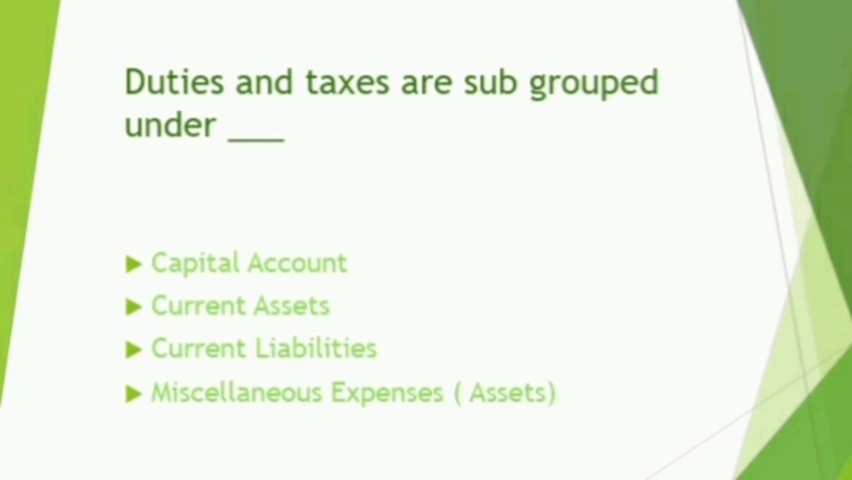 Duties and taxes are sub grouped
under ___
Capital Account
Current Assets
Current Liabilities
Miscellaneous Expenses ( Assets)